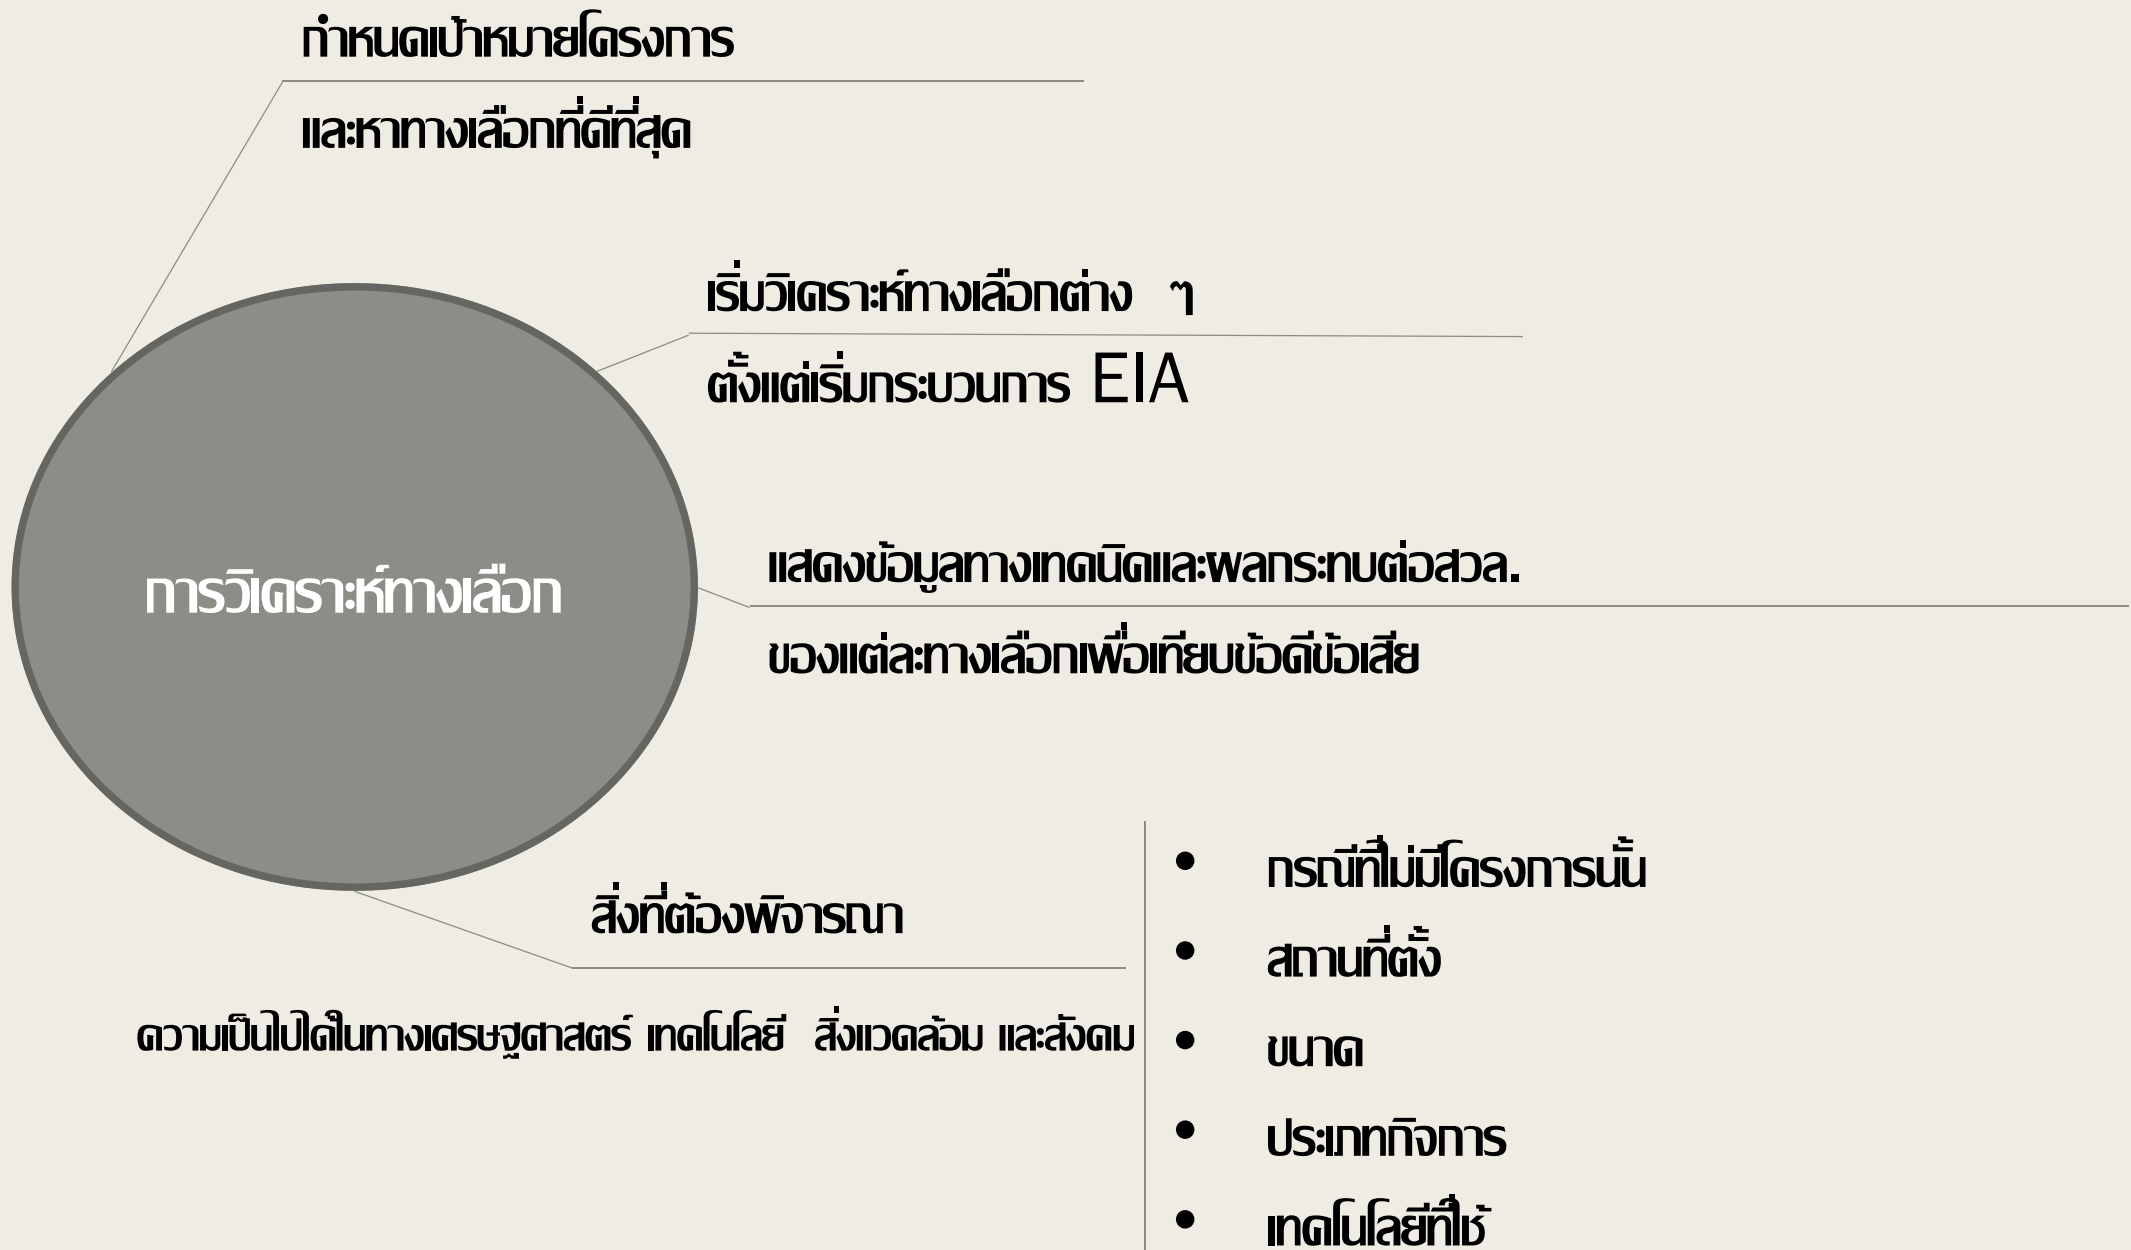 กำหนดเป้าหมายโครงการ
และหาทางเลือกที่ดีที่สุด
เริ่มวิเคราะห์ทางเลือกต่าง ๆ
ตั้งแต่เริ่มกระบวนการ EIA
การวิเคราะห์ทางเลือก
แสดงข้อมูลทางเทคนิคและผลกระทบต่อสวล.
ของแต่ละทางเลือกเพื่อเทียบข้อดีข้อเสีย
สิ่งที่ต้องพิจารณา
ความเป็นไปได้ในทางเศรษฐศาสตร์ เทคโนโลยี สิ่งแวดล้อม และสังคม
• กรณีที่ไม่มีโครงการนั้น
• สถานที่ตั้ง
• ขนาด
• ประเภทกิจการ
• เทคโนโลยีที่ใช้